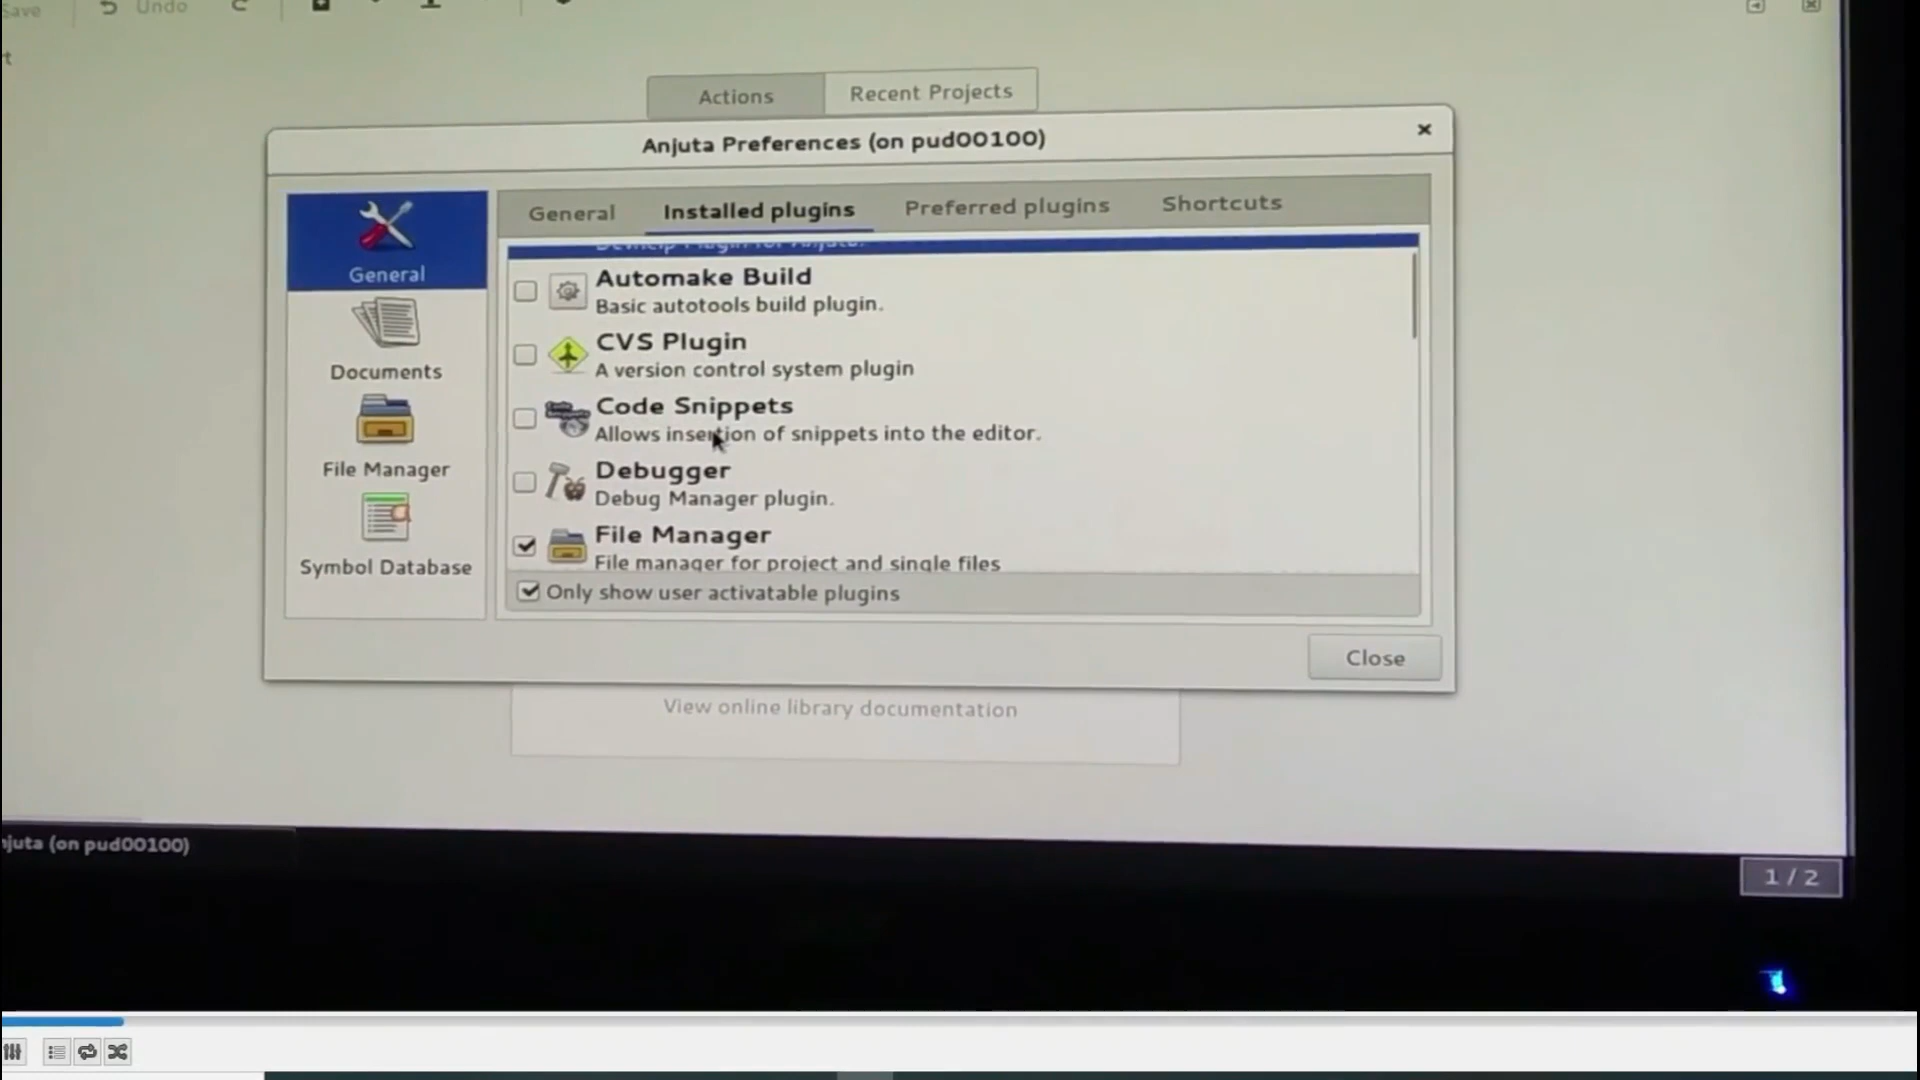 Save
Undo
Actions
Recent Projects
Anjuta Preferences (on pud00100)
General
Installed plugins
Preferred plugins
Shortcuts
General
Documents
File Manager
Symbol Database
Automake Build
Basic autotools build plugin.
CVS Plugin
A version control system plugin
Code Snippets
Allows insertion of snippets into the editor.
Debugger
Debug Manager plugin.
File Manager
File manager for project and single files
Only show user activatable plugins
Close
View online library documentation
njuta (on pud00100)
1 / 2